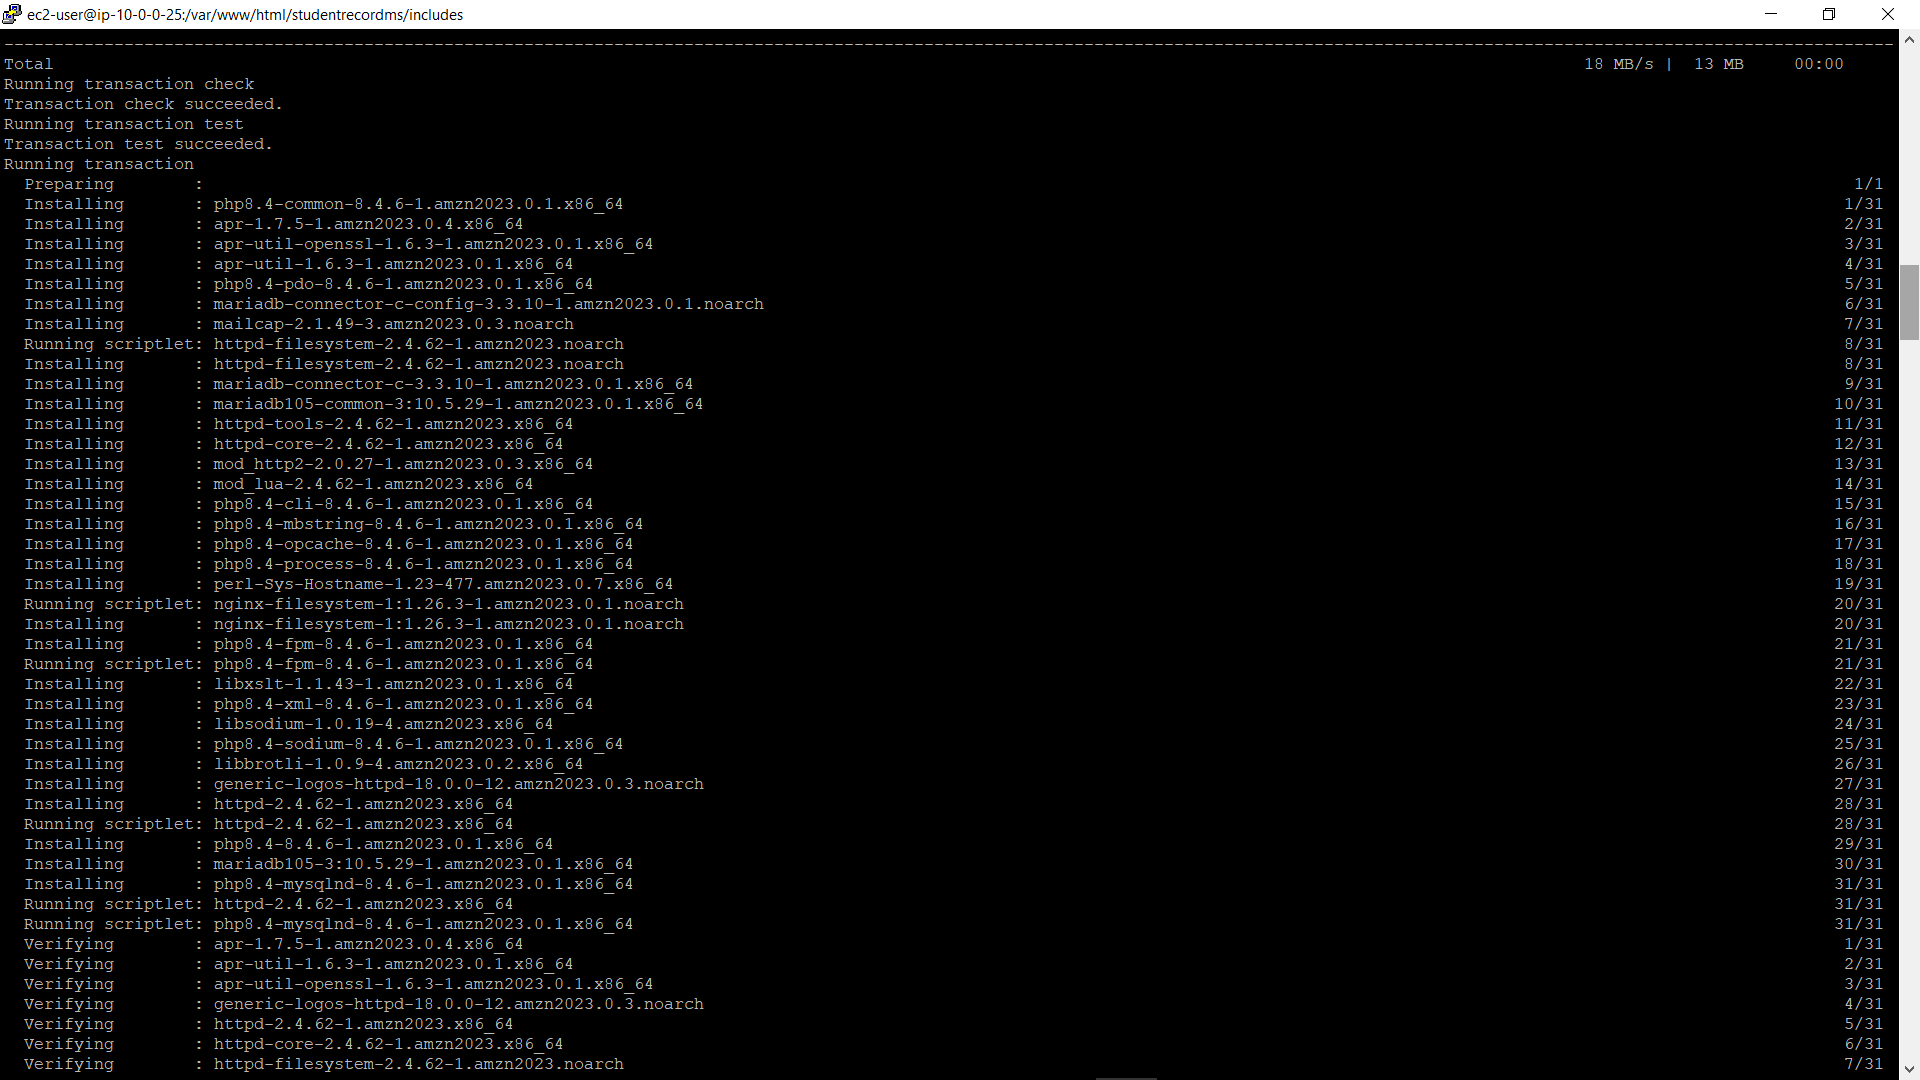 ec2-user@ip-10-0-0-25:/var/www/html/studentrecordms/includes
--------------------------------------------------------------------------------------------------------------------------------------------------------------------------------------------
Total 18 MB/s | 13 MB 00:00
Running transaction check
Transaction check succeeded.
Running transaction test
Transaction test succeeded.
Running transaction
Preparing : 1/1
Installing : php8.4-common-8.4.6-1.amzn2023.0.1.x86_64 1/31
Installing : apr-1.7.5-1.amzn2023.0.4.x86_64 2/31
Installing : apr-util-openssl-1.6.3-1.amzn2023.0.1.x86_64 3/31
Installing : apr-util-1.6.3-1.amzn2023.0.1.x86_64 4/31
Installing : php8.4-pdo-8.4.6-1.amzn2023.0.1.x86_64 5/31
Installing : mariadb-connector-c-config-3.3.10-1.amzn2023.0.1.noarch 6/31
Installing : mailcap-2.1.49-3.amzn2023.0.3.noarch 7/31
Running scriptlet: httpd-filesystem-2.4.62-1.amzn2023.noarch 8/31
Installing : httpd-filesystem-2.4.62-1.amzn2023.noarch 8/31
Installing : mariadb-connector-c-3.3.10-1.amzn2023.0.1.x86_64 9/31
Installing : mariadb105-common-3:10.5.29-1.amzn2023.0.1.x86_64 10/31
Installing : httpd-tools-2.4.62-1.amzn2023.x86_64 11/31
Installing : httpd-core-2.4.62-1.amzn2023.x86_64 12/31
Installing : mod_http2-2.0.27-1.amzn2023.0.3.x86_64 13/31
Installing : mod_lua-2.4.62-1.amzn2023.x86_64 14/31
Installing : php8.4-cli-8.4.6-1.amzn2023.0.1.x86_64 15/31
Installing : php8.4-mbstring-8.4.6-1.amzn2023.0.1.x86_64 16/31
Installing : php8.4-opcache-8.4.6-1.amzn2023.0.1.x86_64 17/31
Installing : php8.4-process-8.4.6-1.amzn2023.0.1.x86_64 18/31
Installing : perl-Sys-Hostname-1.23-477.amzn2023.0.7.x86_64 19/31
Running scriptlet: nginx-filesystem-1:1.26.3-1.amzn2023.0.1.noarch 20/31
Installing : nginx-filesystem-1:1.26.3-1.amzn2023.0.1.noarch 20/31
Installing : php8.4-fpm-8.4.6-1.amzn2023.0.1.x86_64 21/31
Running scriptlet: php8.4-fpm-8.4.6-1.amzn2023.0.1.x86_64 21/31
Installing : libxslt-1.1.43-1.amzn2023.0.1.x86_64 22/31
Installing : php8.4-xml-8.4.6-1.amzn2023.0.1.x86_64 23/31
Installing : libsodium-1.0.19-4.amzn2023.x86_64 24/31
Installing : php8.4-sodium-8.4.6-1.amzn2023.0.1.x86_64 25/31
Installing : libbrotli-1.0.9-4.amzn2023.0.2.x86_64 26/31
Installing : generic-logos-httpd-18.0.0-12.amzn2023.0.3.noarch 27/31
Installing : httpd-2.4.62-1.amzn2023.x86_64 28/31
Running scriptlet: httpd-2.4.62-1.amzn2023.x86_64 28/31
Installing : php8.4-8.4.6-1.amzn2023.0.1.x86_64 29/31
Installing : mariadb105-3:10.5.29-1.amzn2023.0.1.x86_64 30/31
Installing : php8.4-mysqlnd-8.4.6-1.amzn2023.0.1.x86_64 31/31
Running scriptlet: httpd-2.4.62-1.amzn2023.x86_64 31/31
Running scriptlet: php8.4-mysqlnd-8.4.6-1.amzn2023.0.1.x86_64 31/31
Verifying : apr-1.7.5-1.amzn2023.0.4.x86_64 1/31
Verifying : apr-util-1.6.3-1.amzn2023.0.1.x86_64 2/31
Verifying : apr-util-openssl-1.6.3-1.amzn2023.0.1.x86_64 3/31
Verifying : generic-logos-httpd-18.0.0-12.amzn2023.0.3.noarch 4/31
Verifying : httpd-2.4.62-1.amzn2023.x86_64 5/31
Verifying : httpd-core-2.4.62-1.amzn2023.x86_64 6/31
Verifying : httpd-filesystem-2.4.62-1.amzn2023.noarch 7/31